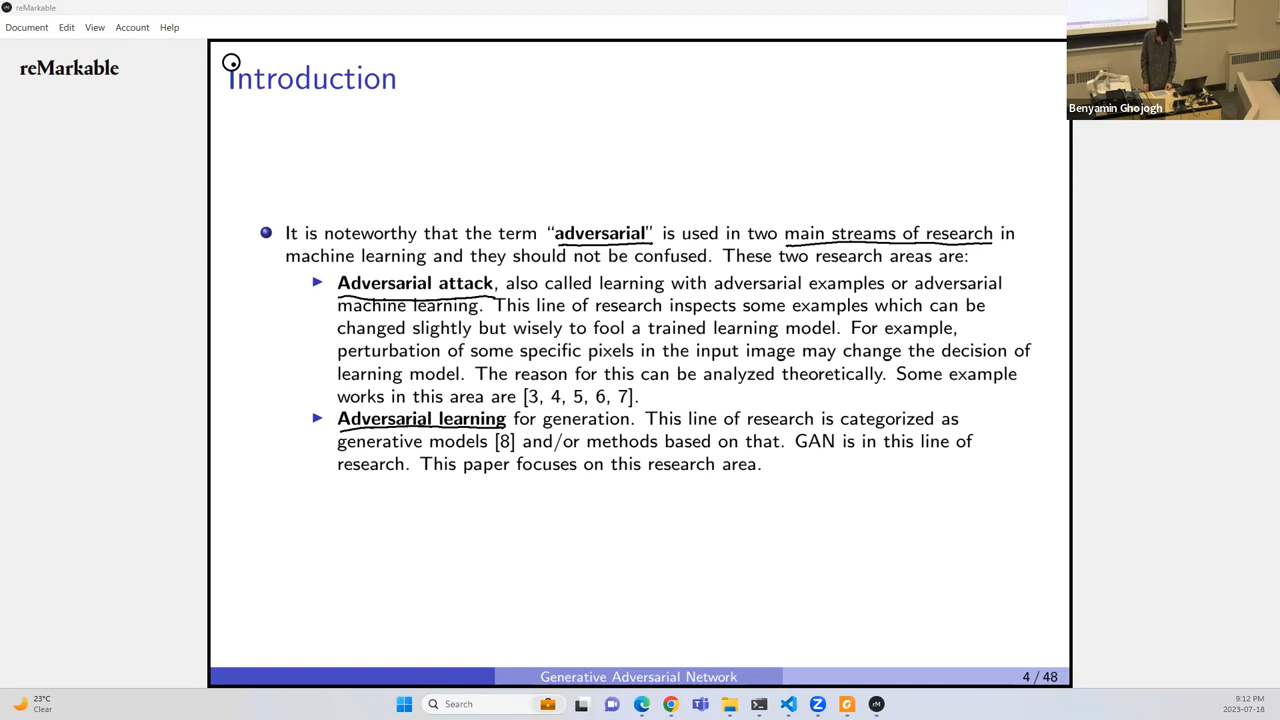 reMarkable
Document Edit View Account Help
reMarkable
Introduction
Benyamin Ghojogh
It is noteworthy that the term “adversarial” is used in two main streams of research in
machine learning and they should not be confused. These two research areas are:
Adversarial attack, also called learning with adversarial examples or adversarial
machine learning. This line of research inspects some examples which can be
changed slightly but wisely to fool a trained learning model. For example,
perturbation of some specific pixels in the input image may change the decision of
learning model. The reason for this can be analyzed theoretically. Some example
works in this area are [3, 4, 5, 6, 7].
Adversarial learning for generation. This line of research is categorized as
generative models [8] and/or methods based on that. GAN is in this line of
research. This paper focuses on this research area.
Generative Adversarial Network 4 / 48
23°C
Clear
Search
9:12 PM
2023-07-18